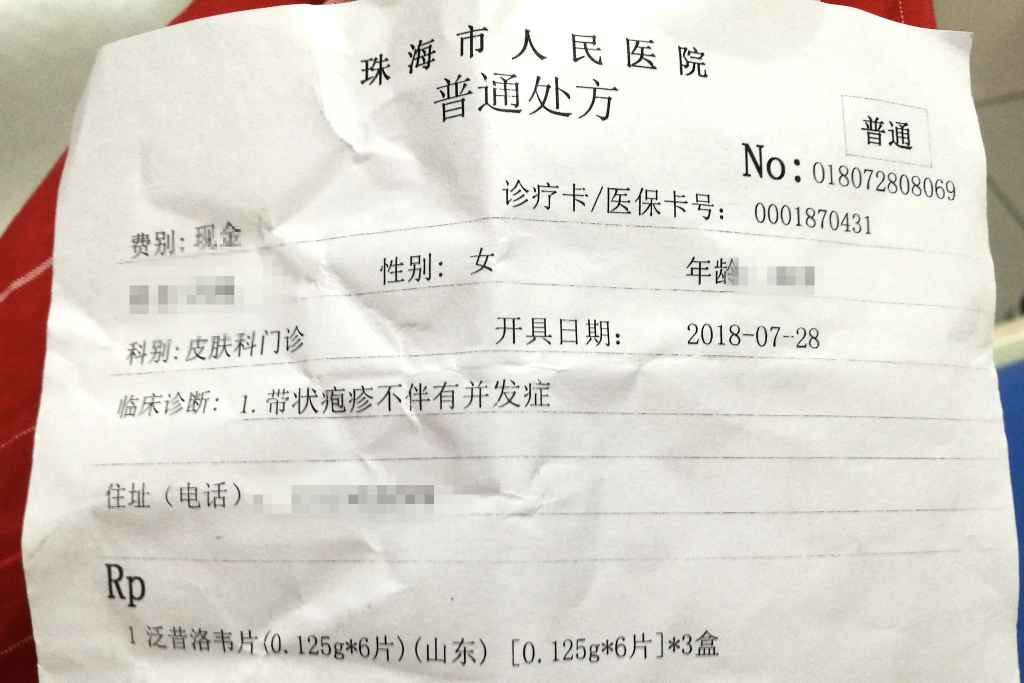 珠海市人民医院
普通处方
普通
No:018072808069
诊疗卡/医保卡号: 0001870431
费别:现金
性别: 女 年龄
科别:皮肤科门诊 开具日期: 2018-07-28
临床诊断: 1. 带状疱疹不伴有并发症
住址（电话）
Rp
1 泛昔洛韦片(0.125g*6片)(山东) [0.125g*6片]*3盒